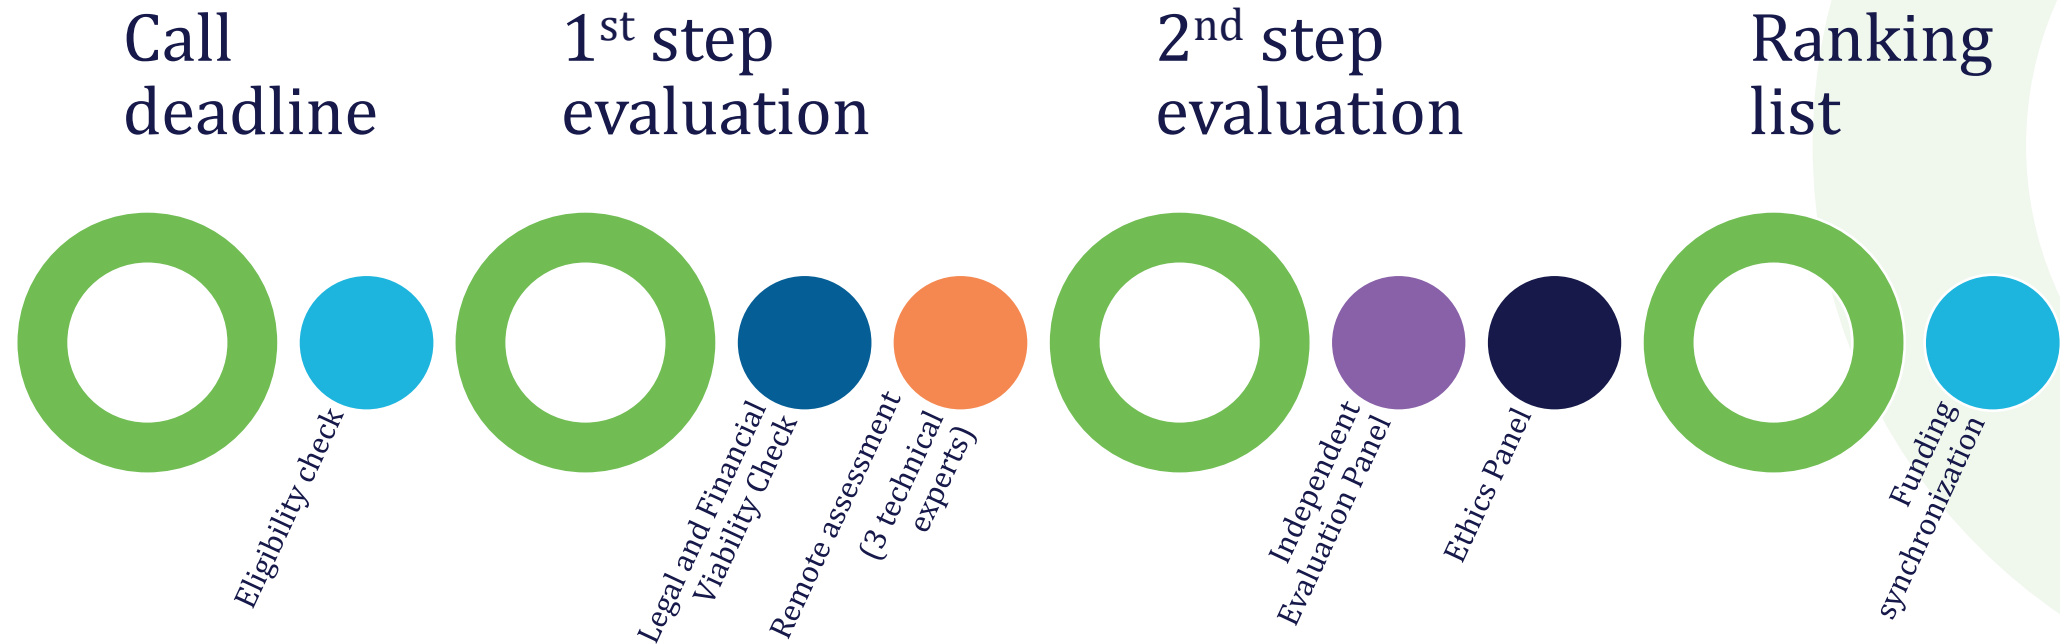 Call
deadline
1st step
evaluation
2nd step
evaluation
Ranking
list
Eligibility check
Legal and Financial
Viability Check
Remote assessment
(3 technical
experts)
Independent
Evaluation Panel
Ethics Panel
Funding
synchronization